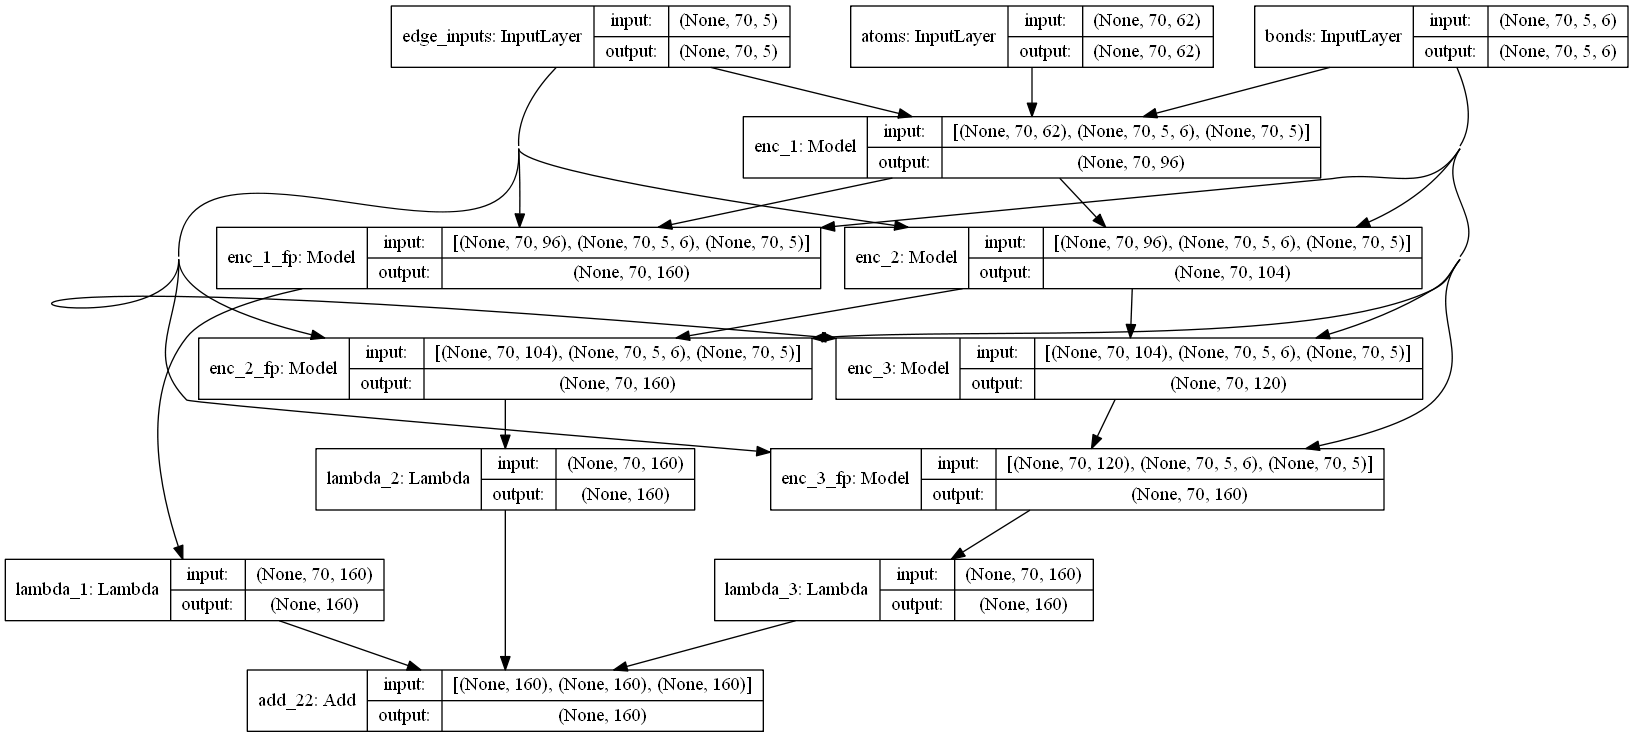 edge_inputs: InputLayer
input:
(None, 70, 5)
output:
(None, 70, 5)
atoms: InputLayer
input:
(None, 70, 62)
output:
(None, 70, 62)
bonds: InputLayer
input:
(None, 70, 5, 6)
output:
(None, 70, 5, 6)
enc_1: Model
input:
[(None, 70, 62), (None, 70, 5, 6), (None, 70, 5)]
output:
(None, 70, 96)
enc_1_fp: Model
input:
[(None, 70, 96), (None, 70, 5, 6), (None, 70, 5)]
output:
(None, 70, 160)
enc_2: Model
input:
[(None, 70, 96), (None, 70, 5, 6), (None, 70, 5)]
output:
(None, 70, 104)
enc_2_fp: Model
input:
[(None, 70, 104), (None, 70, 5, 6), (None, 70, 5)]
output:
(None, 70, 160)
enc_3: Model
input:
[(None, 70, 104), (None, 70, 5, 6), (None, 70, 5)]
output:
(None, 70, 120)
lambda_2: Lambda
input:
(None, 70, 160)
output:
(None, 160)
enc_3_fp: Model
input:
[(None, 70, 120), (None, 70, 5, 6), (None, 70, 5)]
output:
(None, 70, 160)
lambda_1: Lambda
input:
(None, 70, 160)
output:
(None, 160)
lambda_3: Lambda
input:
(None, 70, 160)
output:
(None, 160)
add_22: Add
input:
[(None, 160), (None, 160), (None, 160)]
output:
(None, 160)